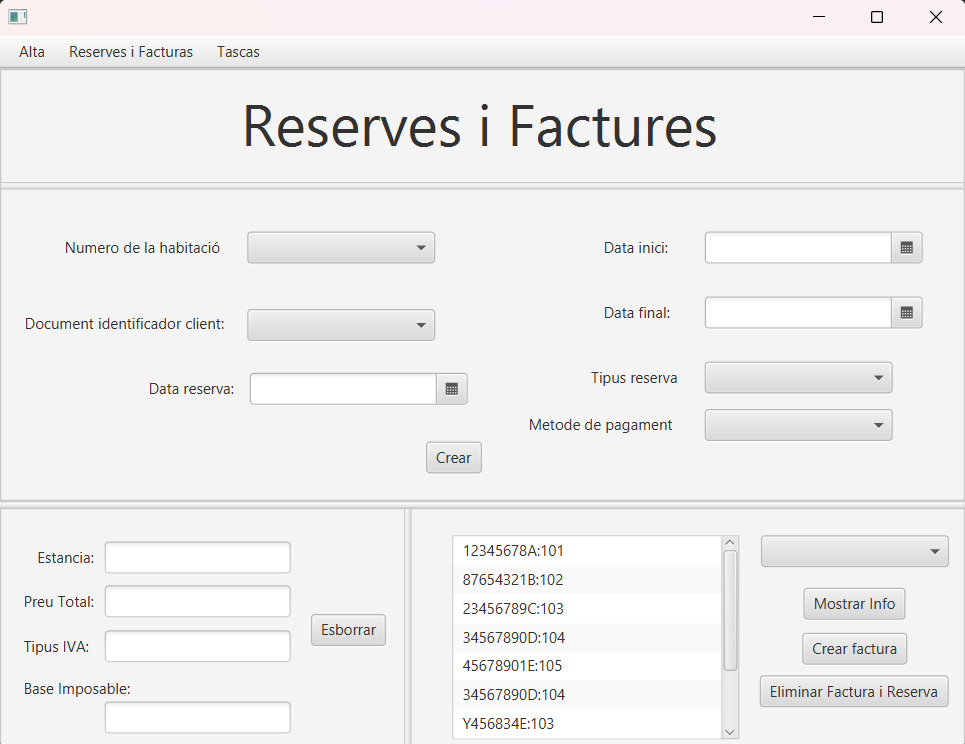 Alta Reserves i Facturas Tascas
Reserves i Factures
Numero de la habitació
Data inici:
Document identificador client:
Data final:
Data reserva:
Tipus reserva
Metode de pagament
Crear
Estancia:
Preu Total:
Tipus IVA:
Base Imposable:
Esborrar
12345678A:101
87654321B:102
23456789C:103
34567890D:104
45678901E:105
34567890D:104
Y456834E:103
Mostrar Info
Crear factura
Eliminar Factura i Reserva